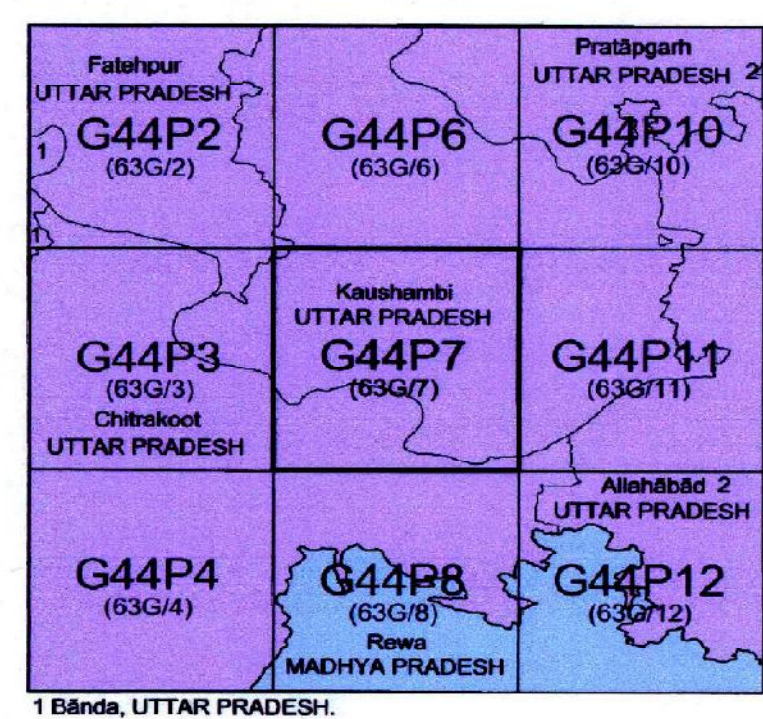 Fatehpur
UTTAR PRADESH
G44P2
(63G/2)
1
1
G44P6
(63G/6)
Pratāpgarh
UTTAR PRADESH 2
G44P10
(63G/10)
G44P3
(63G/3)
Chitrakoot
UTTAR PRADESH
Kaushambi
UTTAR PRADESH
G44P7
(63G/7)
G44P11
(63G/11)
G44P4
(63G/4)
G44P8
(63G/8)
Rewa
MADHYA PRADESH
Allahābād 2
UTTAR PRADESH
G44P12
(63G/12)
1 Bānda, UTTAR PRADESH.